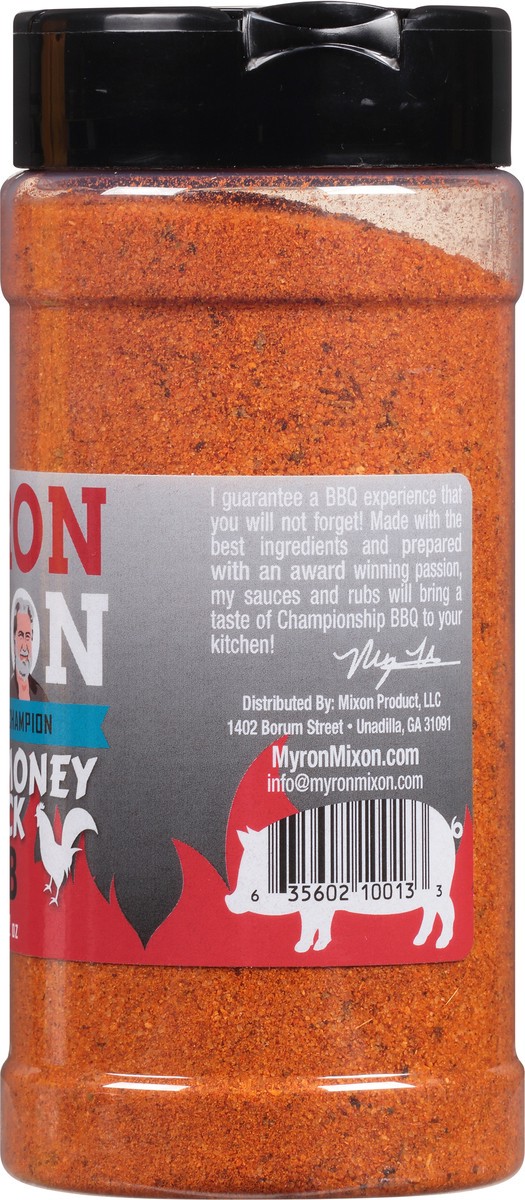 ON
ON
CHAMPION
MONEY
CK
B
oz
I guarantee a BBQ experience that
you will not forget! Made with the
best ingredients and prepared
with an award winning passion,
my sauces and rubs will bring a
taste of Championship BBQ to your
kitchen!
Distributed By: Mixon Product, LLC
1402 Borum Street • Unadilla, GA 31091
MyronMixon.com
info@myronmixon.com
6 35602 10013 3